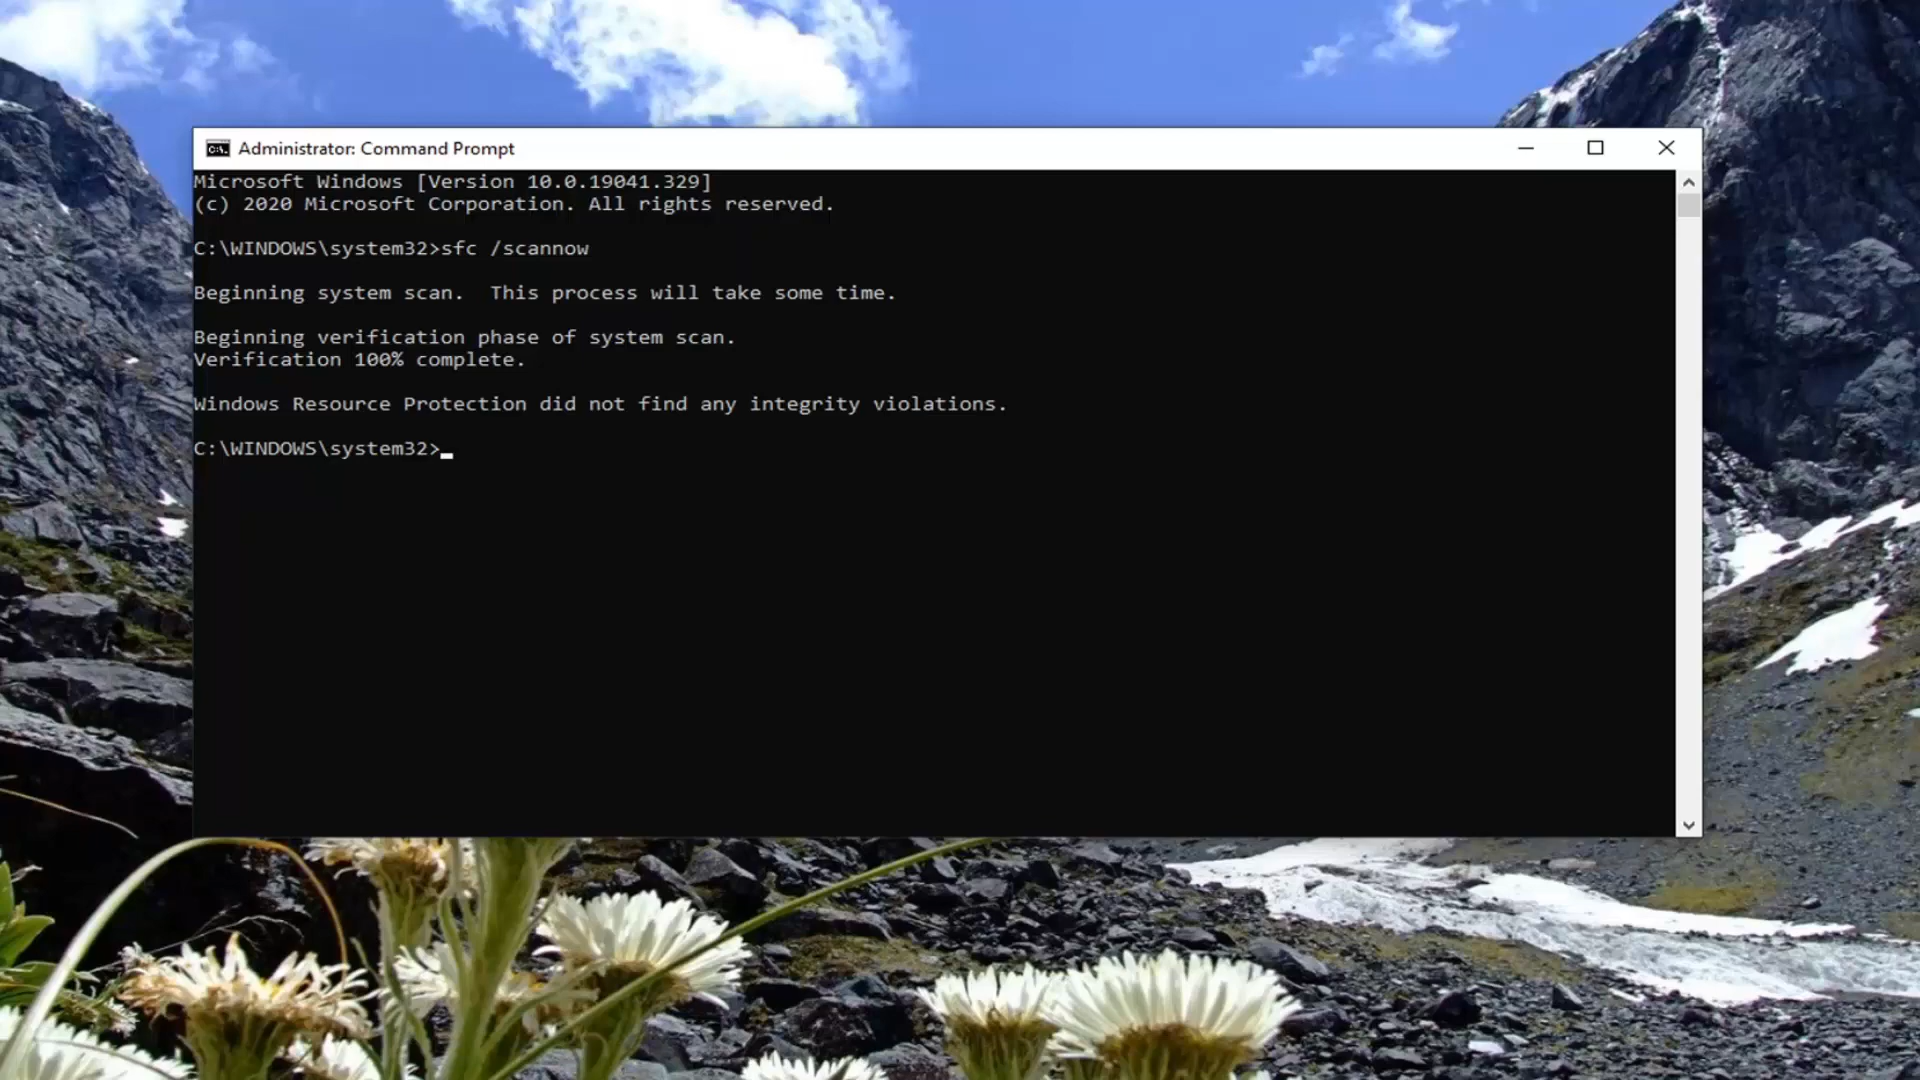 Administrator: Command Prompt
Microsoft Windows [Version 10.0.19041.329]
(c) 2020 Microsoft Corporation. All rights reserved.
C:\WINDOWS\system32>sfc /scannow
Beginning system scan.  This process will take some time.
Beginning verification phase of system scan.
Verification 100% complete.
Windows Resource Protection did not find any integrity violations.
C:\WINDOWS\system32>